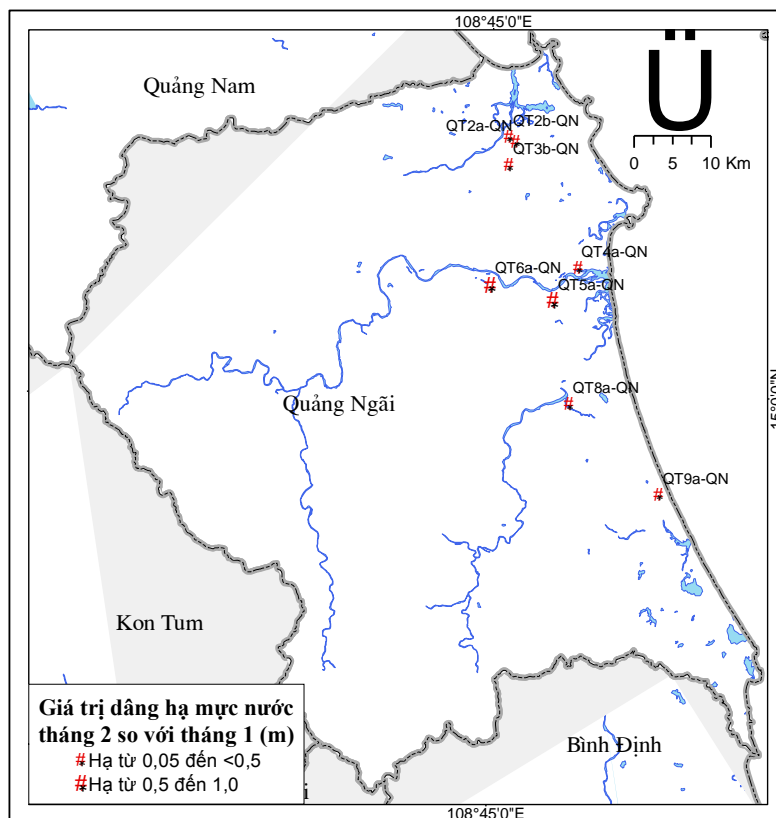 108°45'0"E
Quảng Nam
Ü
QT2a-QN
QT2b-QN
QT3b-QN
0 5 10 Km
QT4a-QN
QT6a-QN
QT5a-QN
QT8a-QN
15°0'0"N
Quảng Ngãi
QT9a-QN
Kon Tum
Bình Định
Giá trị dâng hạ mực nước
tháng 2 so với tháng 1 (m)
Hạ từ 0,05 đến <0,5
Hạ từ 0,5 đến 1,0
108°45'0"E